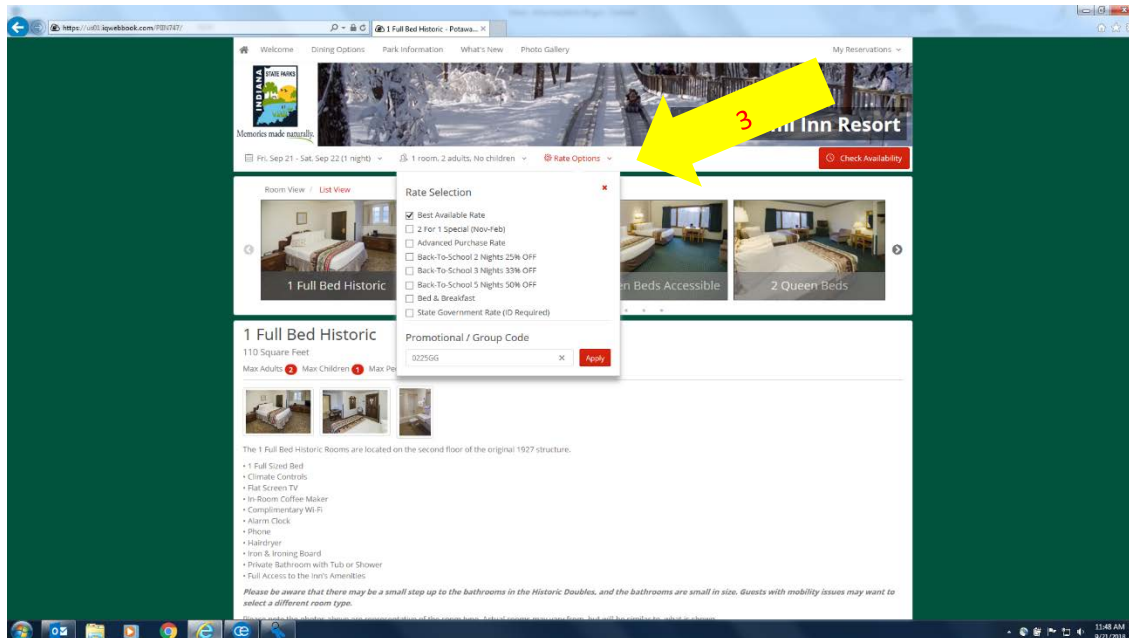 https://us01.iqwebbook.com/PBN747/
1 Full Bed Historic - Potawa...
Welcome Dining Options Park Information What's New Photo Gallery My Reservations
INDIANA
STATE PARKS
Memories made naturally.
3
Inn Resort
Fri, Sep 21 - Sat, Sep 22 (1 night) 1 room, 2 adults, No children Rate Options Check Availability
Room View / List View
1 Full Bed Historic
Beds Accessible
2 Queen Beds
Rate Selection
Best Available Rate
2 For 1 Special (Nov-Feb)
Advanced Purchase Rate
Back-To-School 2 Nights 25% OFF
Back-To-School 3 Nights 33% OFF
Back-To-School 5 Nights 50% OFF
Bed & Breakfast
State Government Rate (ID Required)
Promotional / Group Code
0225GG Apply
1 Full Bed Historic
110 Square Feet
Max Adults 2 Max Children 1 Max
The 1 Full Bed Historic Rooms are located on the second floor of the original 1927 structure.
• 1 Full Sized Bed
• Climate Controls
• Flat Screen TV
• In-Room Coffee Maker
• Complimentary Wi-Fi
• Alarm Clock
• Phone
• Hairdryer
• Iron & Ironing Board
• Private Bathroom with Tub or Shower
• Full Access to the Inn's Amenities
Please be aware that there may be a small step up to the bathrooms in the Historic Doubles, and the bathrooms are small in size. Guests with mobility issues may want to
select a different room type.
11:48 AM
9/21/2018